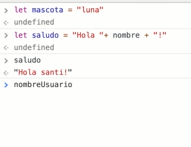 > let mascota = "luna"
< undefined
> let saludo = "Hola "+ nombre + "!"
< undefined
> saludo
< "Hola santi!"
> nombreUsuario